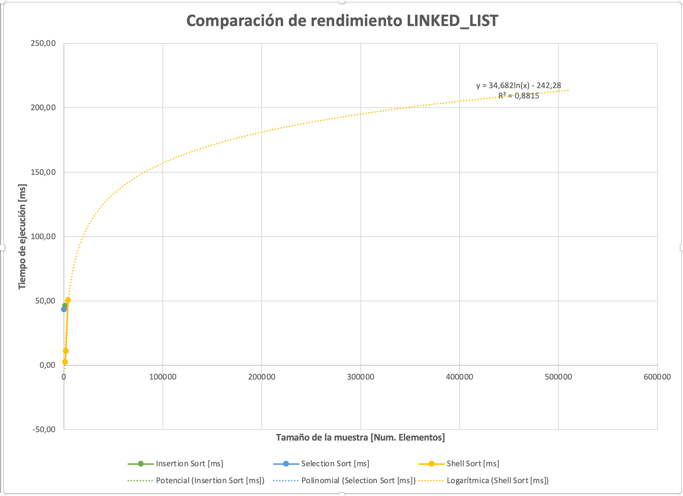 Comparación de rendimiento LINKED_LIST
250,00
200,00
150,00
100,00
50,00
0,00
-50,00
Tiempo de ejecución [ms]
y = 34,682ln(x) - 242,28
R² = 0,8815
0 100000 200000 300000 400000 500000 600000
Tamaño de la muestra [Num. Elementos]
Insertion Sort [ms] Selection Sort [ms] Shell Sort [ms]
Potencial (Insertion Sort [ms]) Polinomial (Selection Sort [ms]) Logarítmica (Shell Sort [ms])